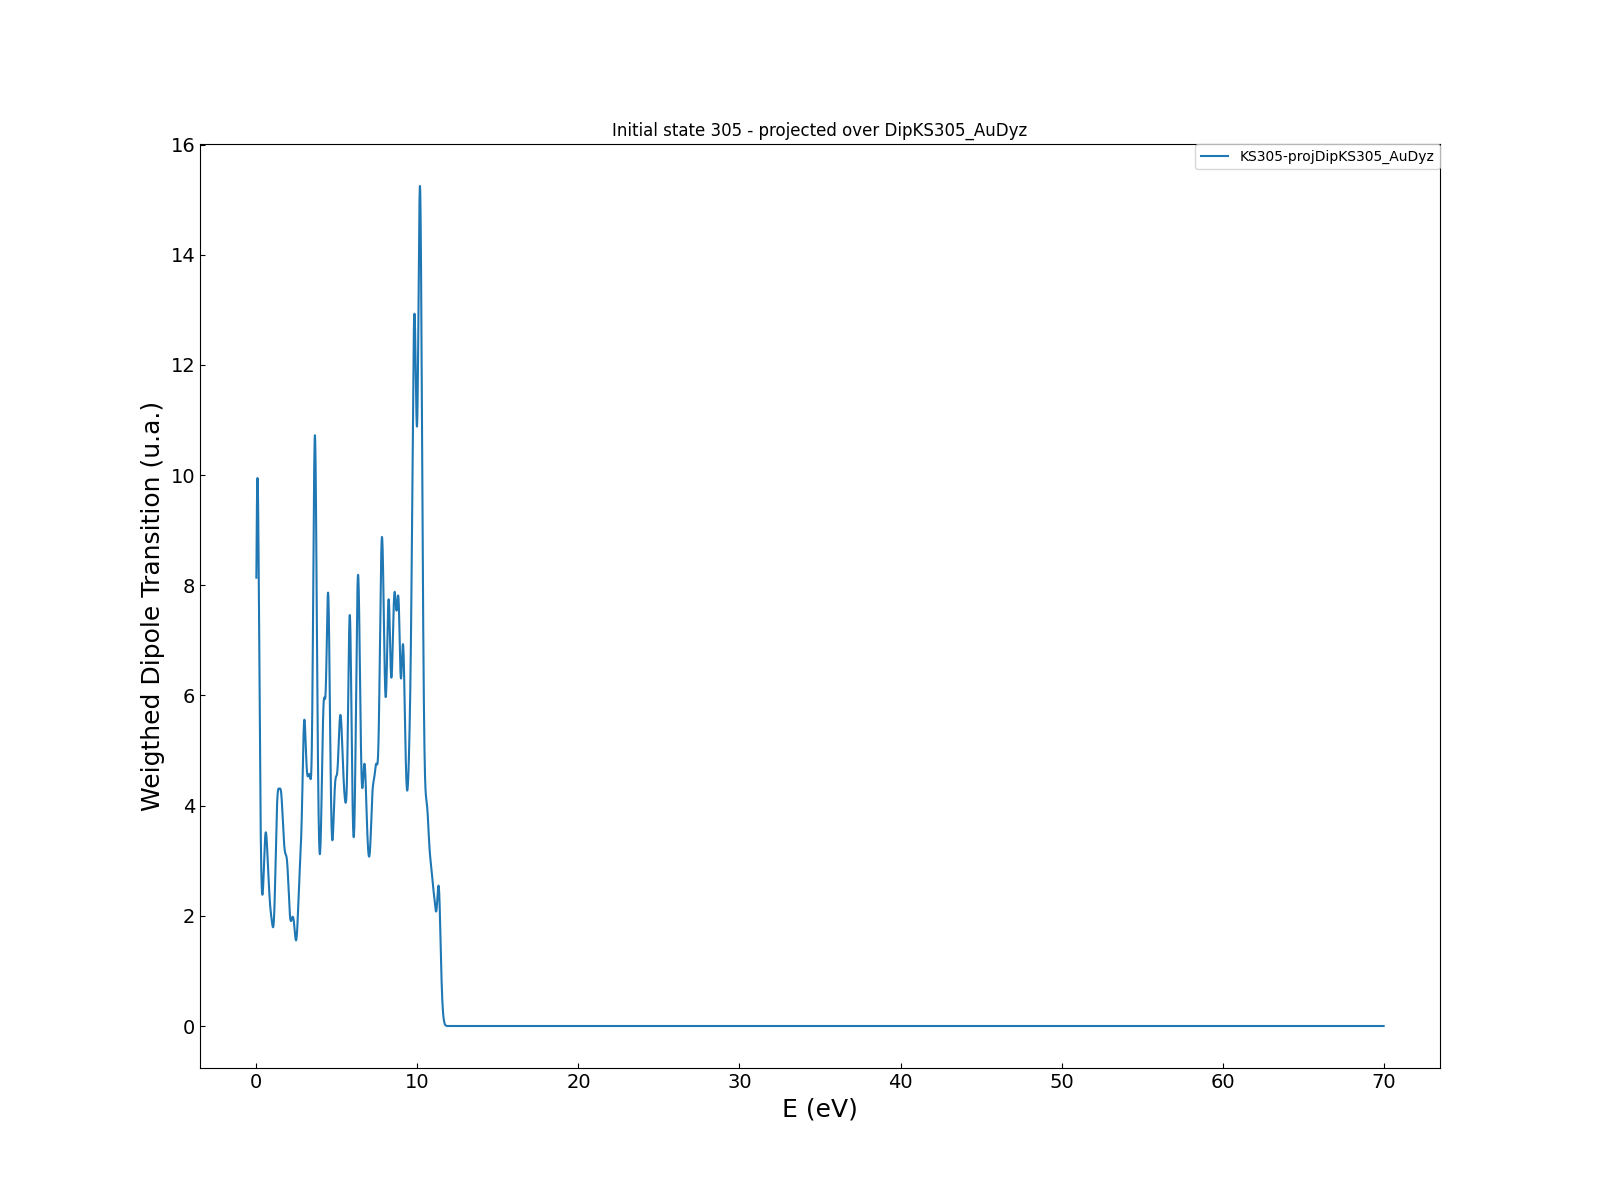 Initial state 305 - projected over DipKS305_AuDyz
KS305-projDipKS305_AuDyz
Weigthed Dipole Transition (u.a.)
16
14
12
10
8
6
4
2
0
0 10 20 30 40 50 60 70
E (eV)